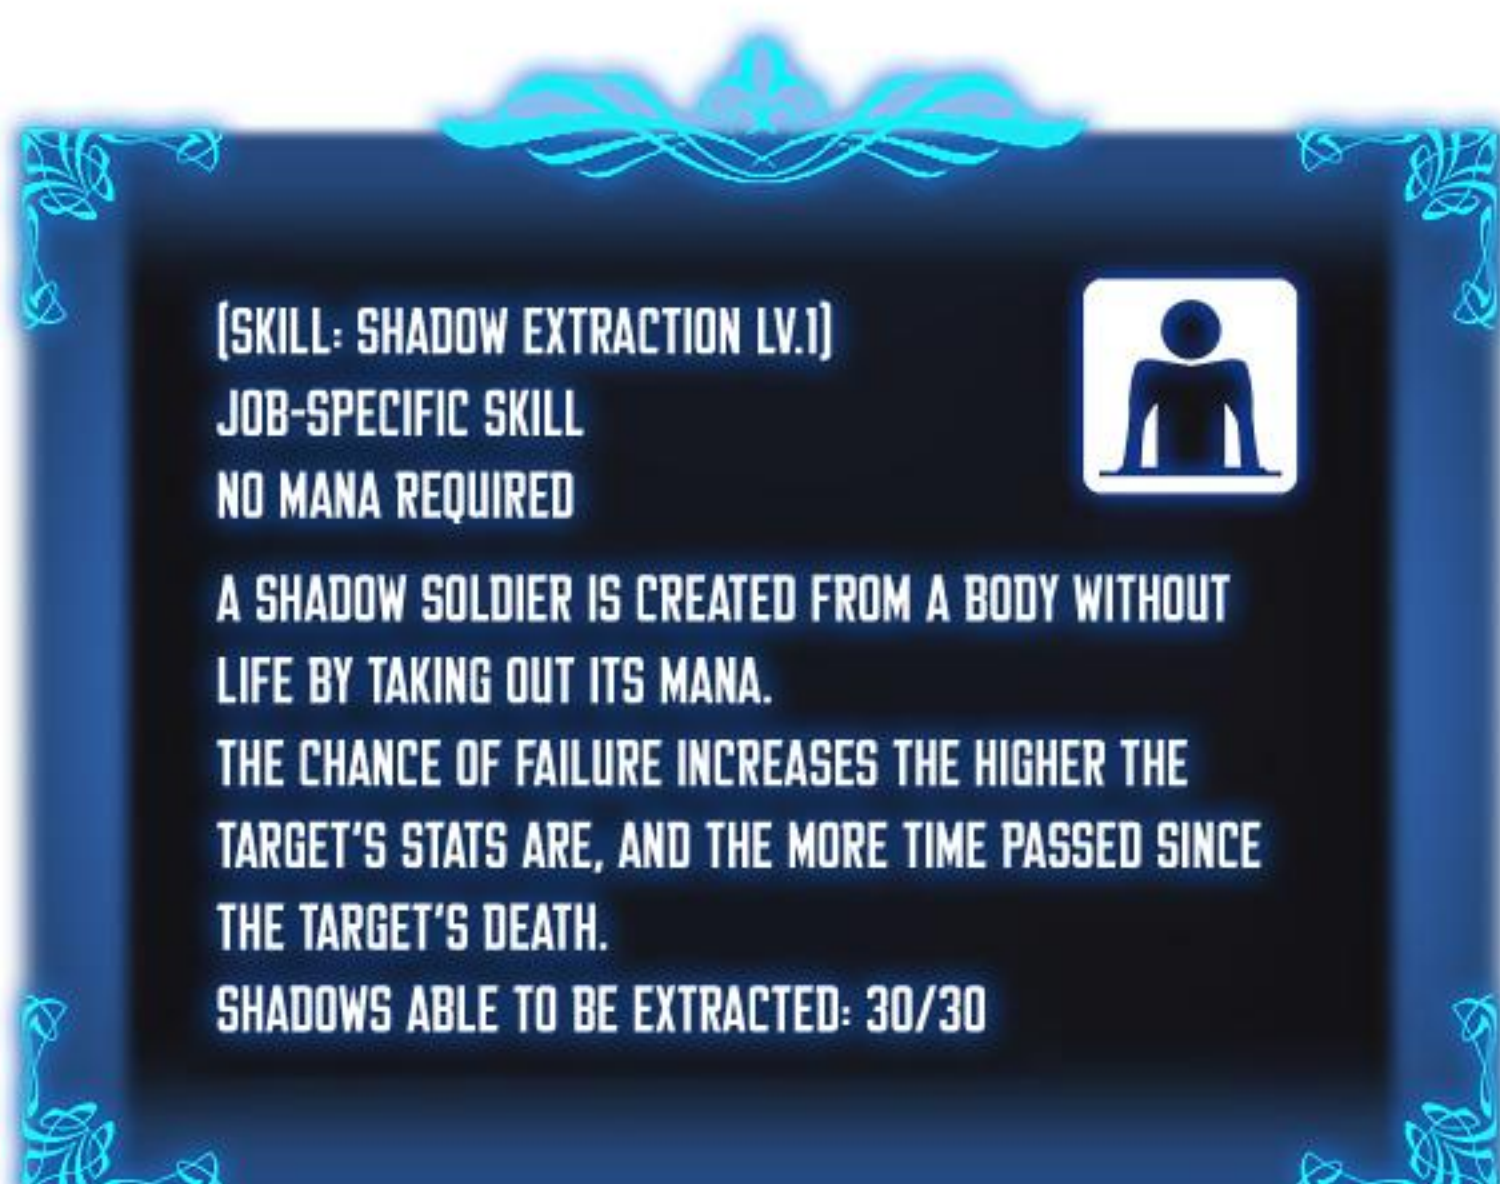 [SKILL: SHADOW EXTRACTION LV.1]
JOB-SPECIFIC SKILL
NO MANA REQUIRED
A SHADOW SOLDIER IS CREATED FROM A BODY WITHOUT
LIFE BY TAKING OUT ITS MANA.
THE CHANCE OF FAILURE INCREASES THE HIGHER THE
TARGET'S STATS ARE, AND THE MORE TIME PASSED SINCE
THE TARGET'S DEATH.
SHADOWS ABLE TO BE EXTRACTED: 30/30